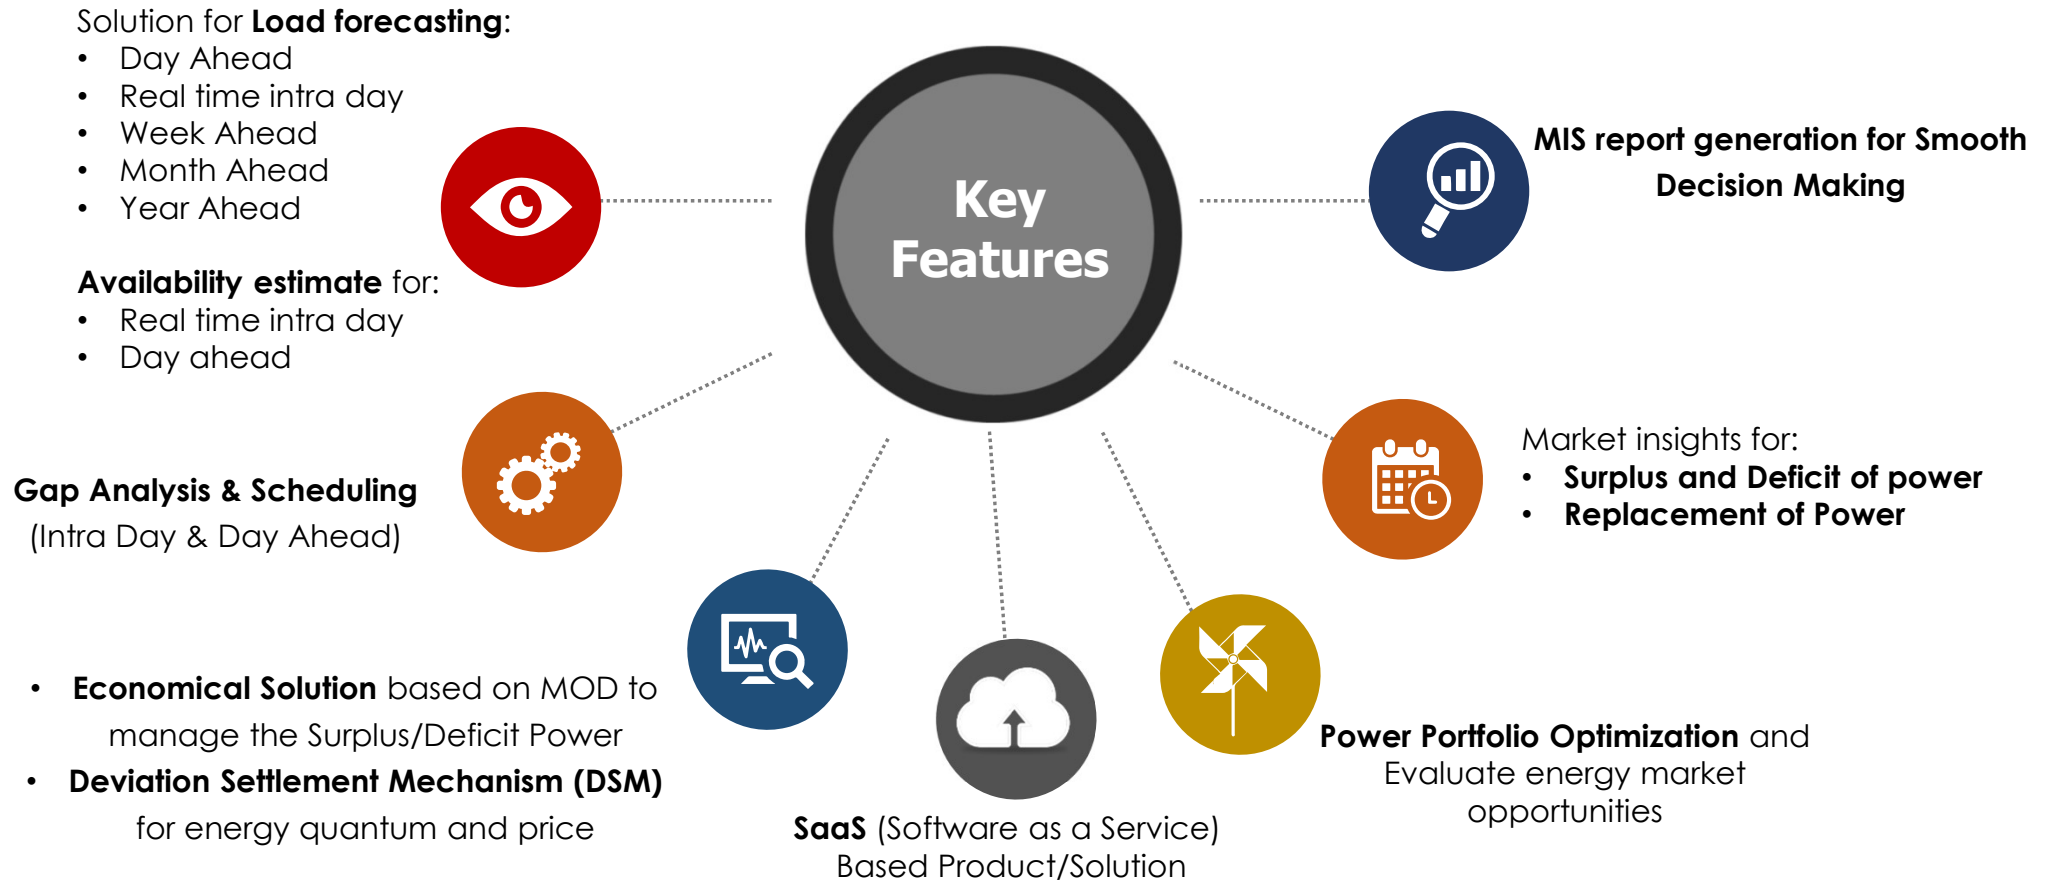 Solution for Load forecasting:
• Day Ahead
• Real time intra day
• Week Ahead
• Month Ahead
• Year Ahead
Availability estimate for:
• Real time intra day
• Day ahead
Gap Analysis & Scheduling
(Intra Day & Day Ahead)
• Economical Solution based on MOD to
manage the Surplus/Deficit Power
• Deviation Settlement Mechanism (DSM)
for energy quantum and price
Key
Features
SaaS (Software as a Service)
Based Product/Solution
Power Portfolio Optimization and
Evaluate energy market
opportunities
Market insights for:
• Surplus and Deficit of power
• Replacement of Power
MIS report generation for Smooth
Decision Making